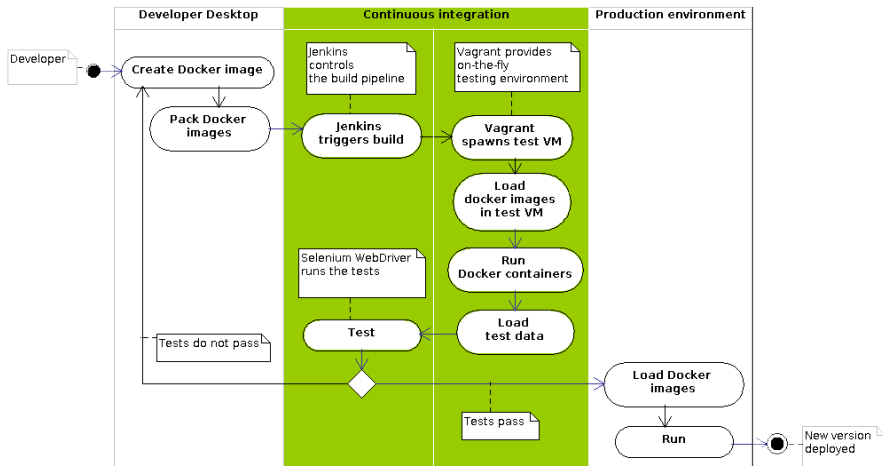 Developer Desktop
Continuous integration
Production environment
Developer
Create Docker image
Jenkins
controls
the build pipeline
Vagrant provides
on-the-fly
testing environment
Pack Docker
images
Jenkins
triggers build
Vagrant
spawns test VM
Load
docker images
in test VM
Selenium WebDriver
runs the tests
Run
Docker containers
Test
Load
test data
Tests do not pass
Load Docker
images
Tests pass
Run
New version
deployed